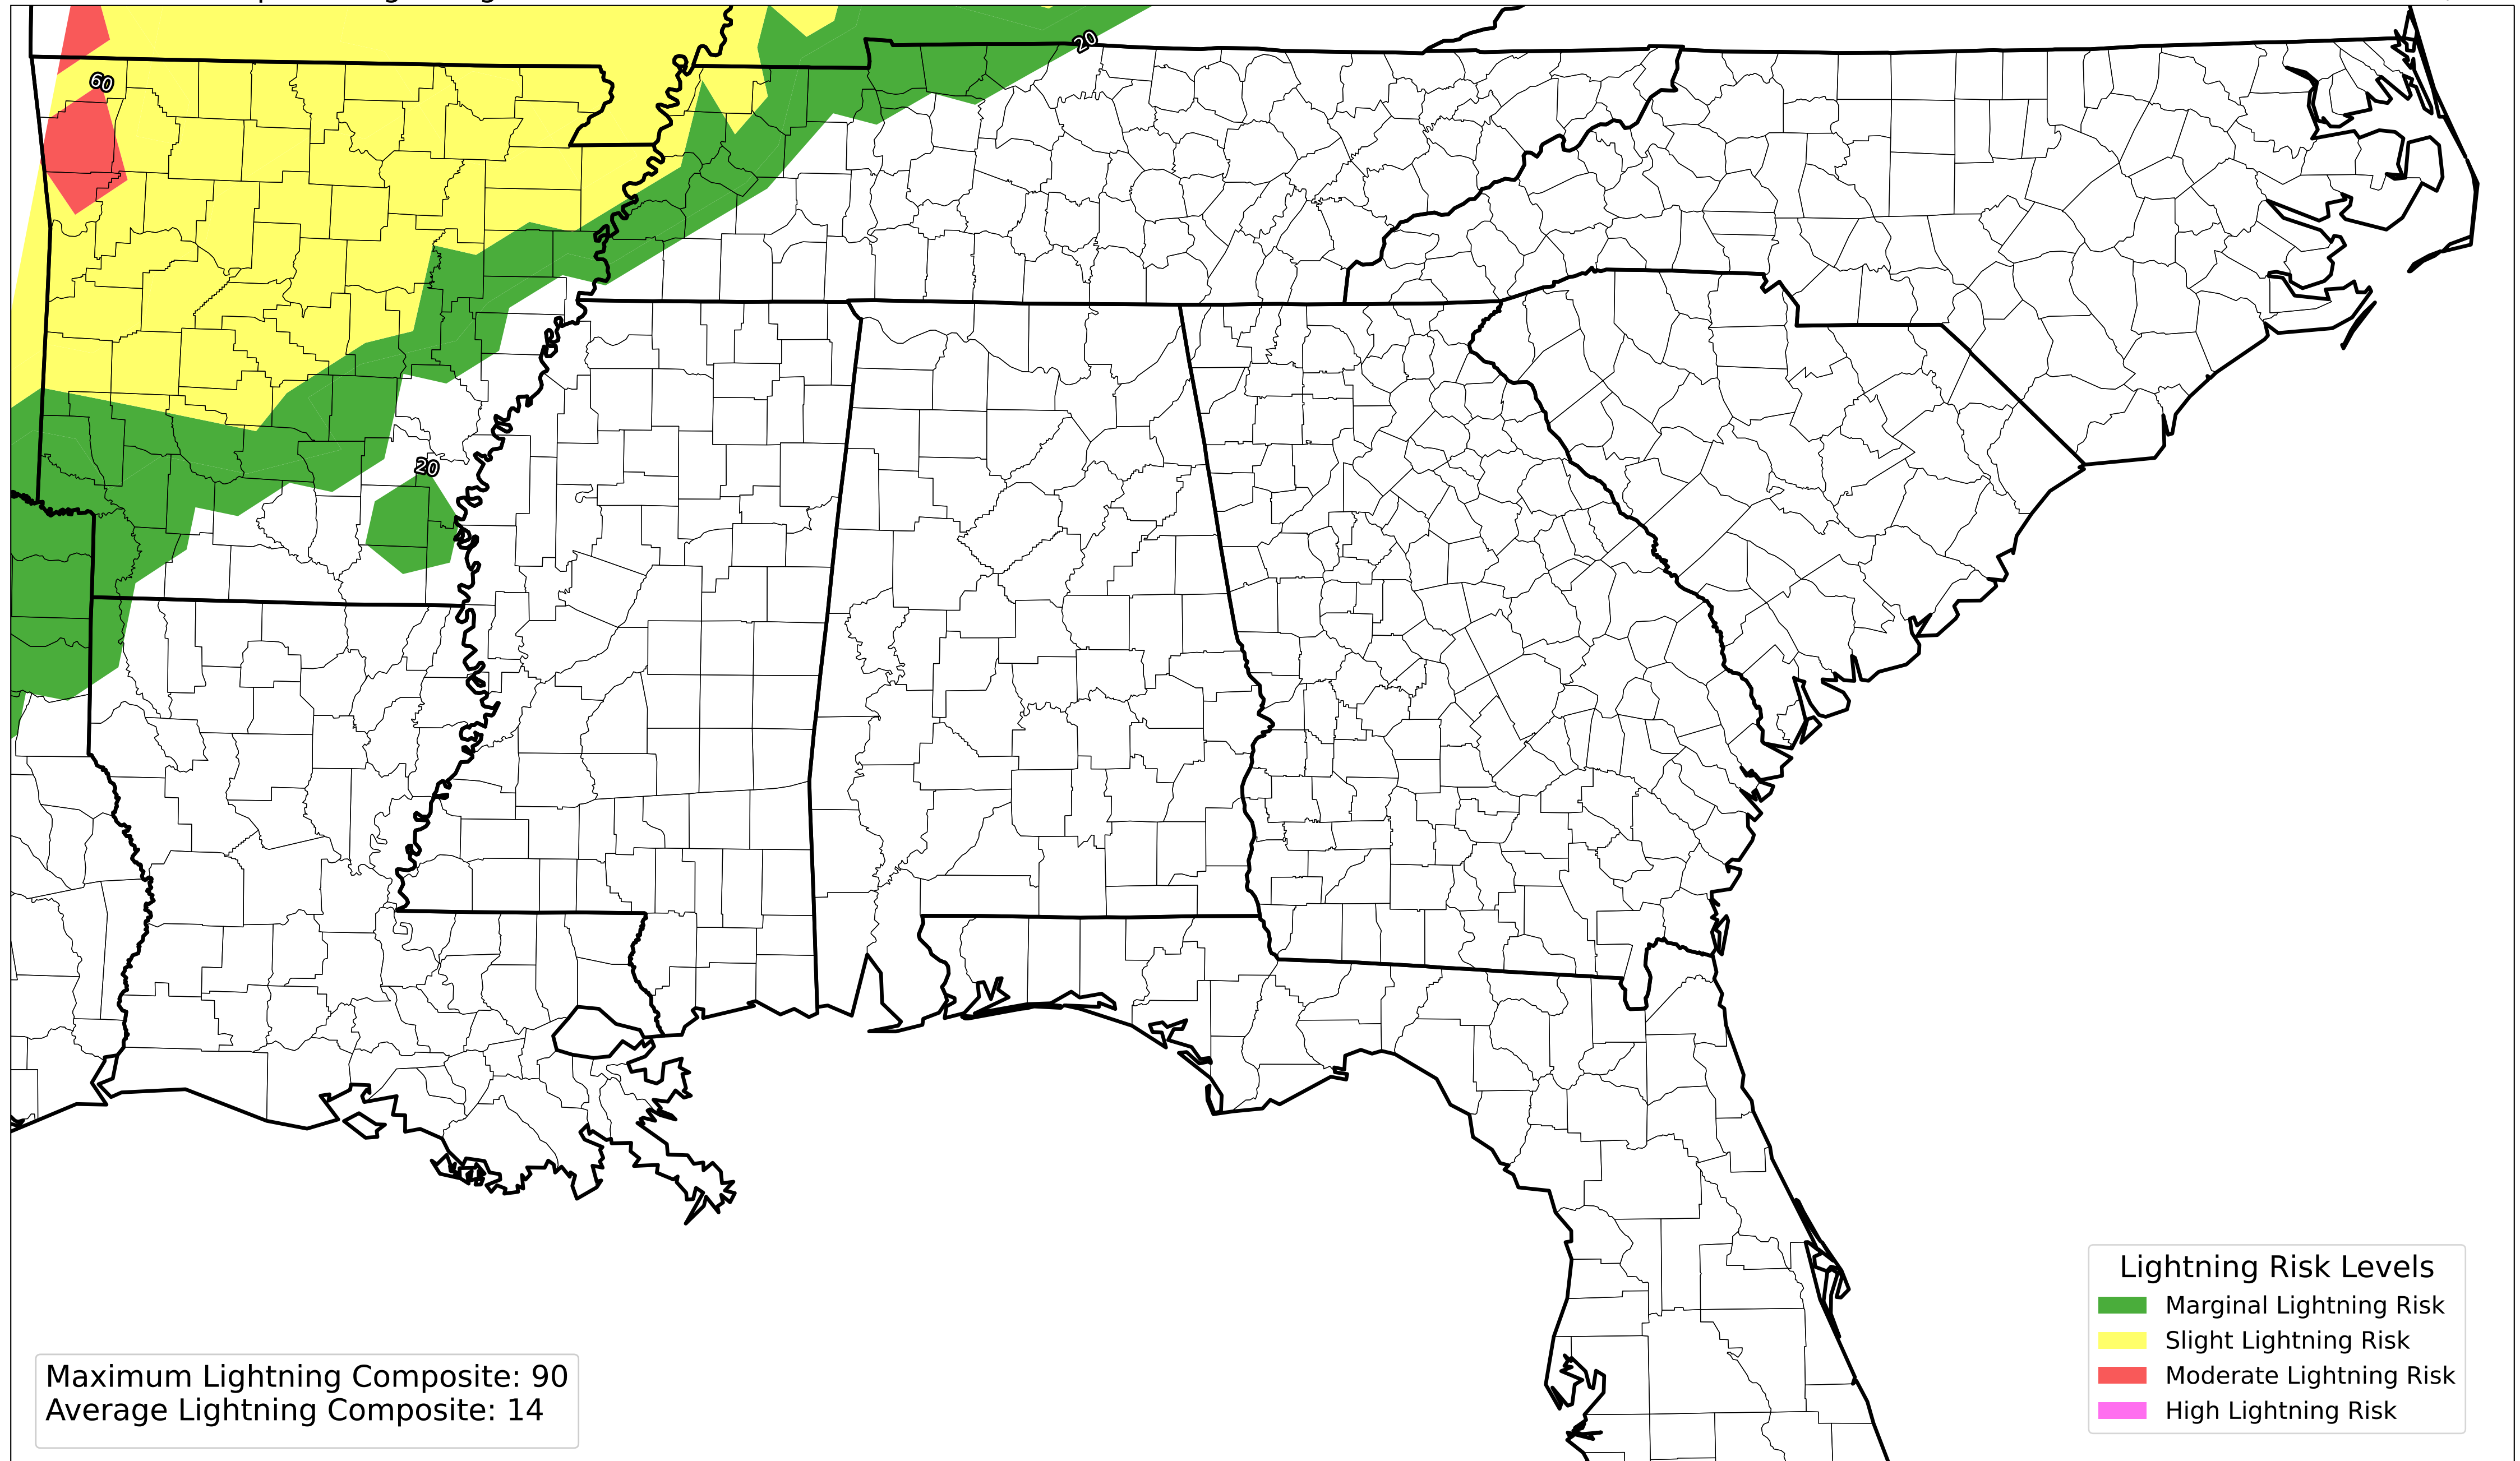 20
60
20
Lightning Risk Levels
Marginal Lightning Risk
Slight Lightning Risk
Moderate Lightning Risk
High Lightning Risk
Maximum Lightning Composite: 90
Average Lightning Composite: 14